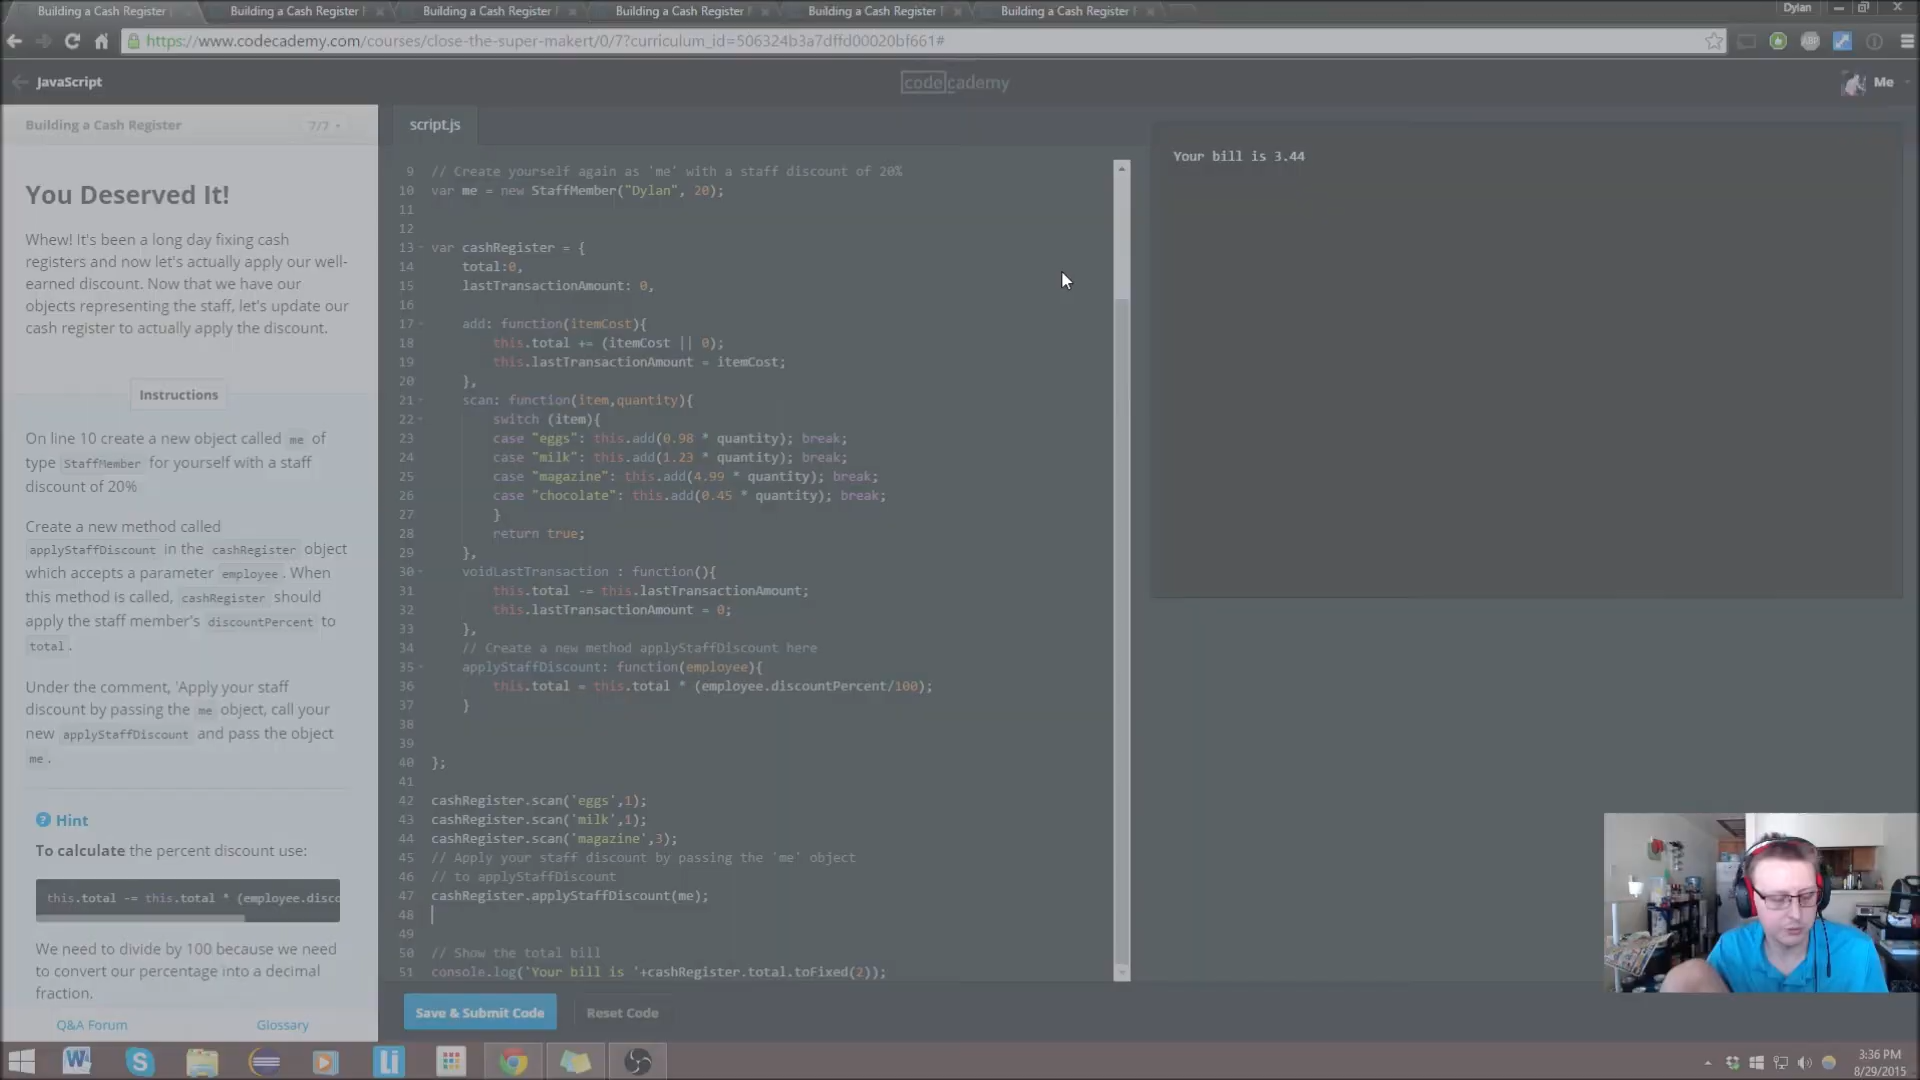 Building a Cash Register
Building a Cash Register
Building a Cash Register
Building a Cash Register
Building a Cash Register
Building a Cash Register
Dylan
https://www.codecademy.com/courses/close-the-super-makert/0/7?curriculum_id=506324b3a7dffd00020bf661#
ABP
JavaScript
codecademy
Me
Building a Cash Register 7/7
You Deserved It!
Whew! It's been a long day fixing cash
registers and now let's actually apply our well-
earned discount. Now that we have our
objects representing the staff, let's update our
cash register to actually apply the discount.
Instructions
On line 10 create a new object called me of
type StaffMember for yourself with a staff
discount of 20%
Create a new method called
applyStaffDiscount in the cashRegister object
which accepts a parameter employee. When
this method is called, cashRegister should
apply the staff member's discountPercent to
total.
Under the comment, 'Apply your staff
discount by passing the me object, call your
new applyStaffDiscount and pass the object
me.
Hint
To calculate the percent discount use:
this.total -= this.total * (employee.disco
We need to divide by 100 because we need
to convert our percentage into a decimal
fraction.
Q&A Forum Glossary
script.js
9 // Create yourself again as 'me' with a staff discount of 20%
10 var me = new StaffMember("Dylan", 20);
11
12
13 var cashRegister = {
14 total:0,
15 lastTransactionAmount: 0,
16
17 add: function(itemCost){
18 this.total += (itemCost || 0);
19 this.lastTransactionAmount = itemCost;
20 },
21 scan: function(item,quantity){
22 switch (item){
23 case "eggs": this.add(0.98 * quantity); break;
24 case "milk": this.add(1.23 * quantity); break;
25 case "magazine": this.add(4.99 * quantity); break;
26 case "chocolate": this.add(0.45 * quantity); break;
27 }
28 return true;
29 },
30 voidLastTransaction : function(){
31 this.total -= this.lastTransactionAmount;
32 this.lastTransactionAmount = 0;
33 },
34 // Create a new method applyStaffDiscount here
35 applyStaffDiscount: function(employee){
36 this.total = this.total * (employee.discountPercent/100);
37 }
38
39
40 };
41
42 cashRegister.scan('eggs',1);
43 cashRegister.scan('milk',1);
44 cashRegister.scan('magazine',3);
45 // Apply your staff discount by passing the 'me' object
46 // to applyStaffDiscount
47 cashRegister.applyStaffDiscount(me);
48
49
50 // Show the total bill
51 console.log('Your bill is '+cashRegister.total.toFixed(2));
Save & Submit Code Reset Code
Your bill is 3.44
3:36 PM
8/29/2015